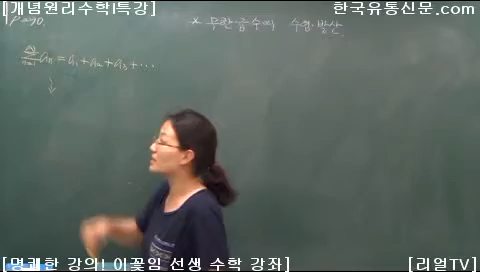 [개념원리수학특강]
한국유통신문.com
* 무한급수의 수렴·발산.
P → 90.
∑ aₙ = a₁ + a₂ + a₃ + ⋯
↓
[명쾌한 강의! 이꽃임 선생 수학 강좌]
[리얼TV]